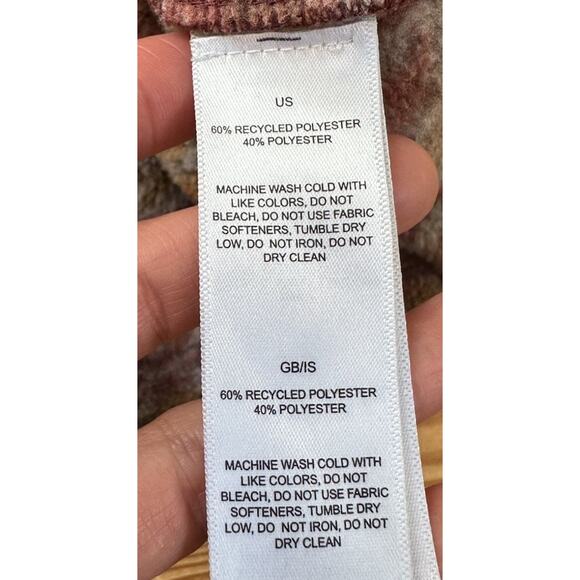 US
60% RECYCLED POLYESTER
40% POLYESTER
MACHINE WASH COLD WITH
LIKE COLORS, DO NOT
BLEACH, DO NOT USE FABRIC
SOFTENERS, TUMBLE DRY
LOW, DO NOT IRON, DO NOT
DRY CLEAN
GB/IS
60% RECYCLED POLYESTER
40% POLYESTER
MACHINE WASH COLD WITH
LIKE COLORS, DO NOT
BLEACH, DO NOT USE FABRIC
SOFTENERS, TUMBLE DRY
LOW, DO NOT IRON, DO NOT
DRY CLEAN